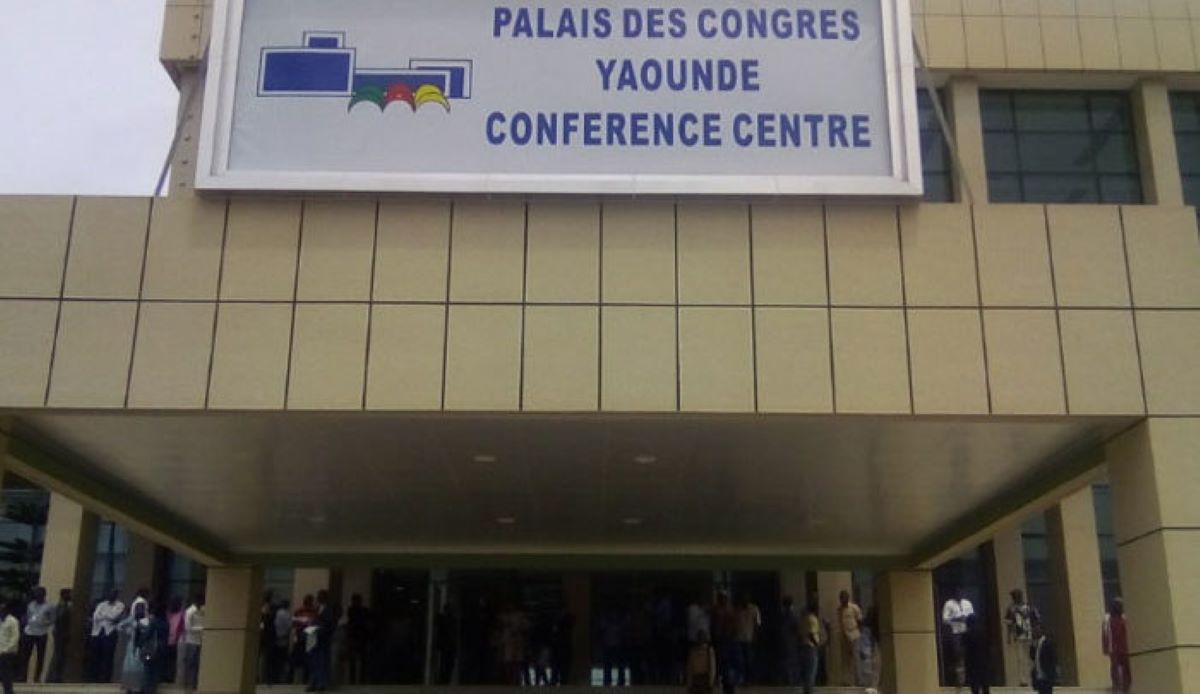 PALAIS DES CONGRES
YAOUNDE
CONFERENCE CENTRE